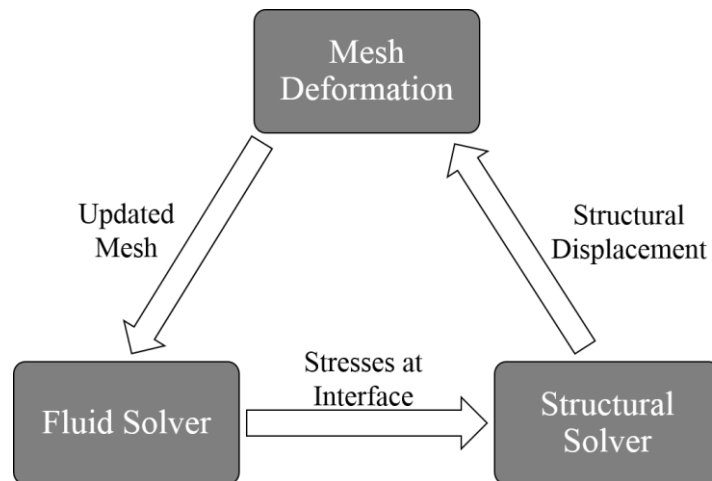 Mesh
Deformation
Updated
Mesh
Structural
Displacement
Stresses at
Interface
Fluid Solver
Structural
Solver